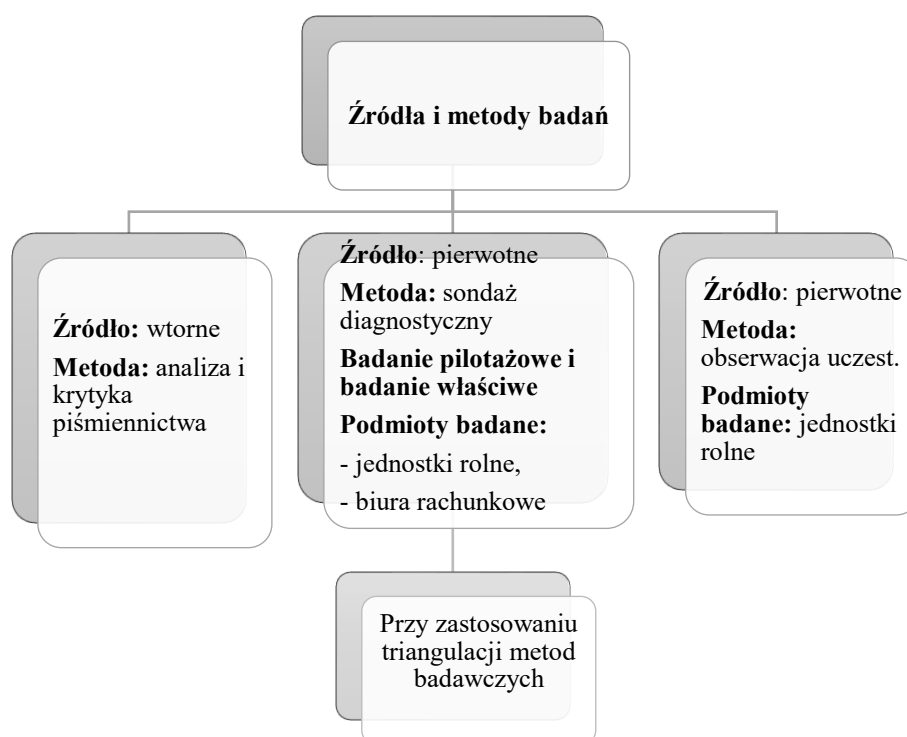 Źródła i metody badań
Źródło: wtorne
Metoda: analiza i
krytyka
piśmiennictwa
Źródło: pierwotne
Metoda: sondaż
diagnostyczny
Badanie pilotażowe i
badanie właściwe
Podmioty badane:
- jednostki rolne,
- biura rachunkowe
Źródło: pierwotne
Metoda:
obserwacja uczest.
Podmioty
badane: jednostki
rolne
Przy zastosowaniu
triangulacji metod
badawczych